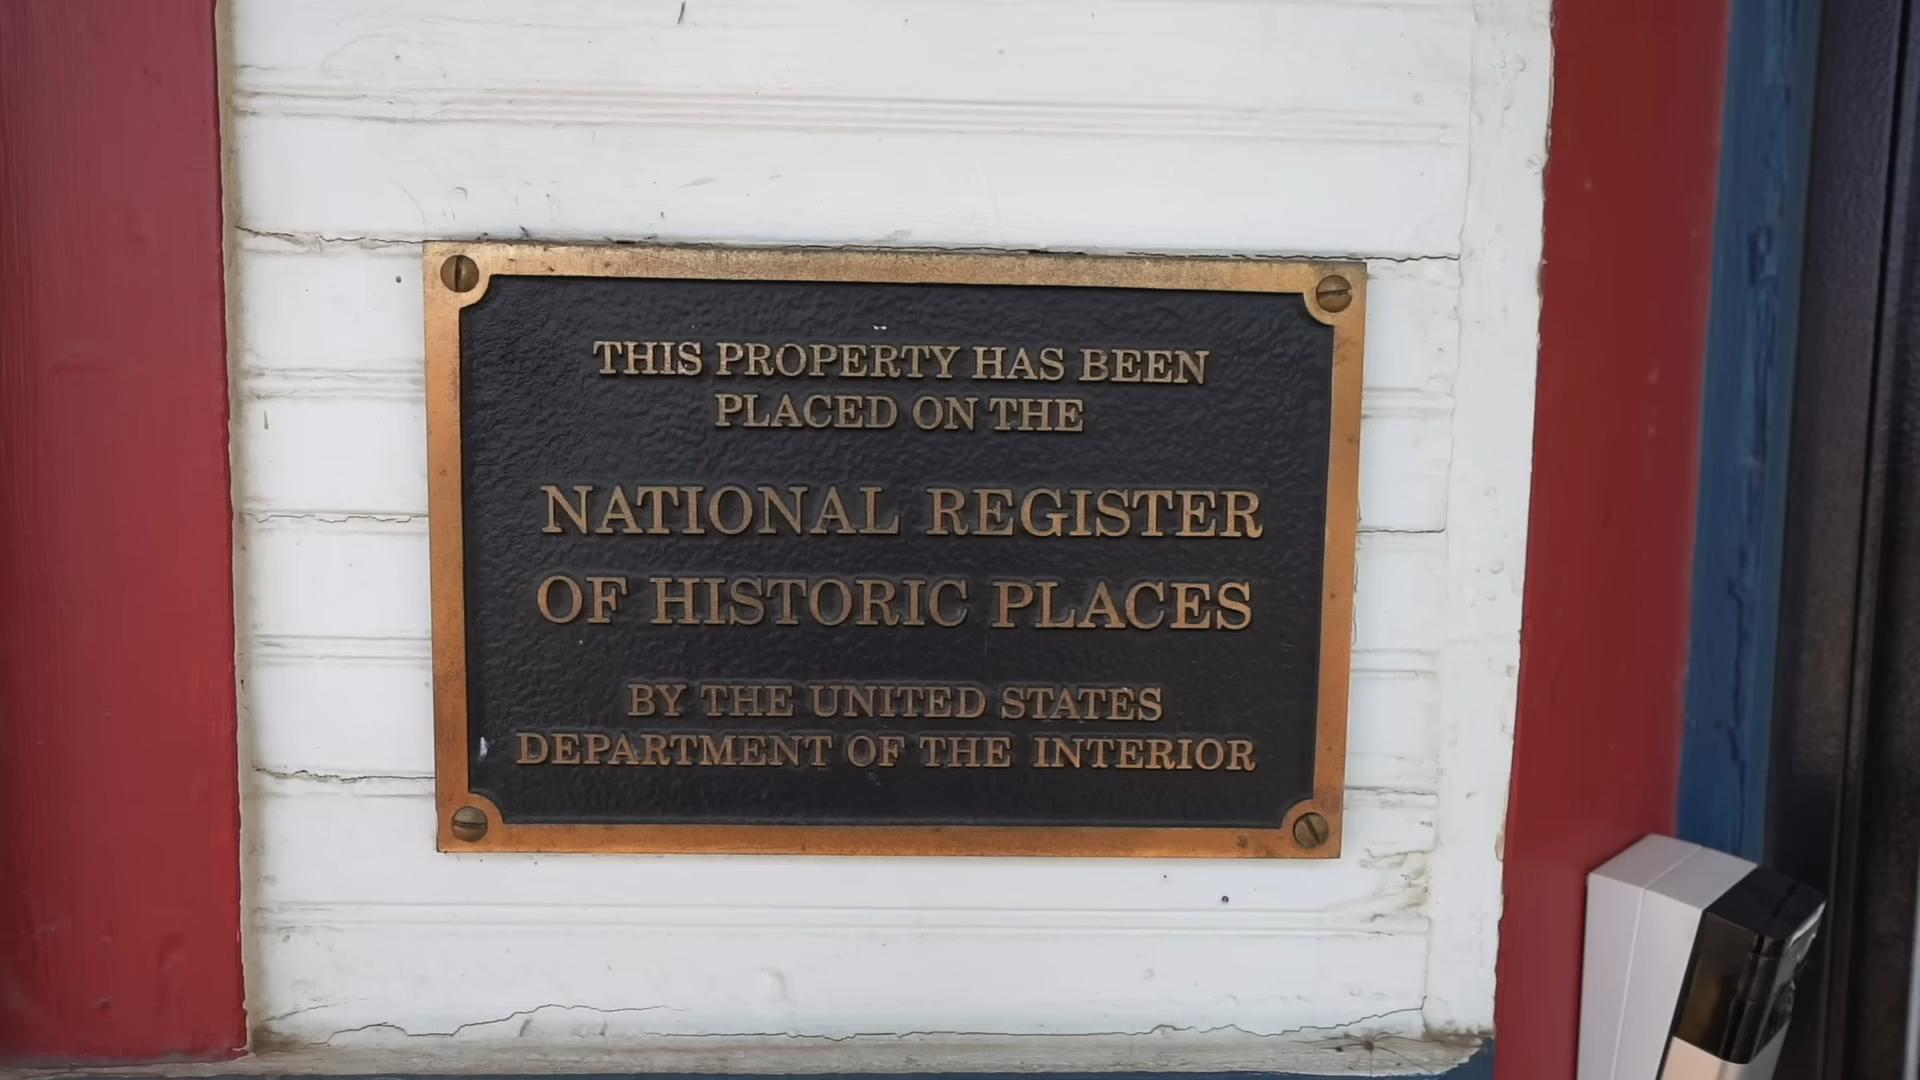 THIS PROPERTY HAS BEEN
PLACED ON THE
NATIONAL REGISTER
OF HISTORIC PLACES
BY THE UNITED STATES
DEPARTMENT OF THE INTERIOR